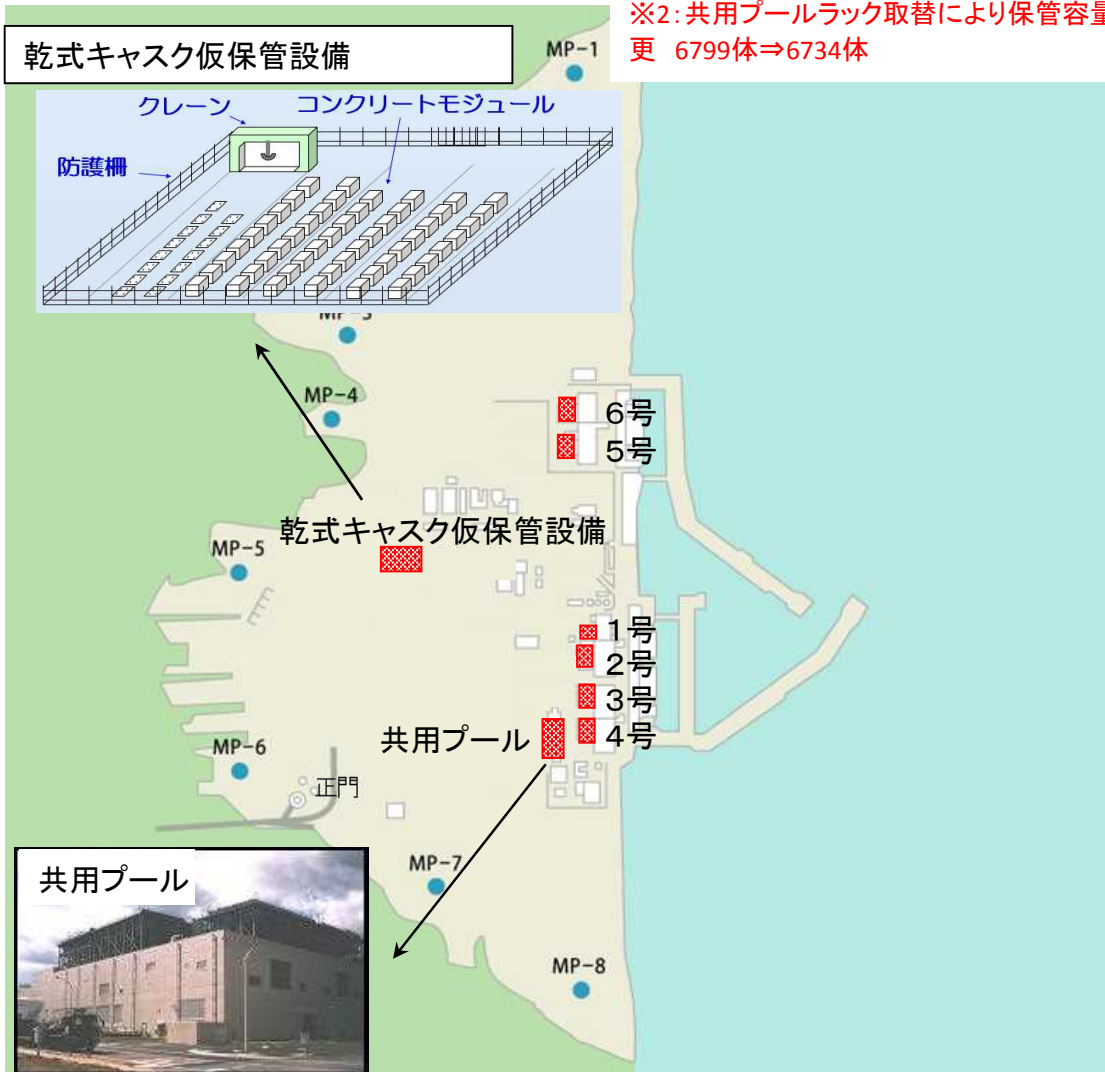 ※2：共用プールラック取替により保管容量
更 6799体⇒6734体
乾式キャスク仮保管設備
MP-1
クレーン
コンクリートモジュール
防護柵
MP-4
6号
5号
乾式キャスク仮保管設備
MP-5
1号
2号
3号
共用プール
4号
MP-6
正門
MP-7
共用プール
MP-8